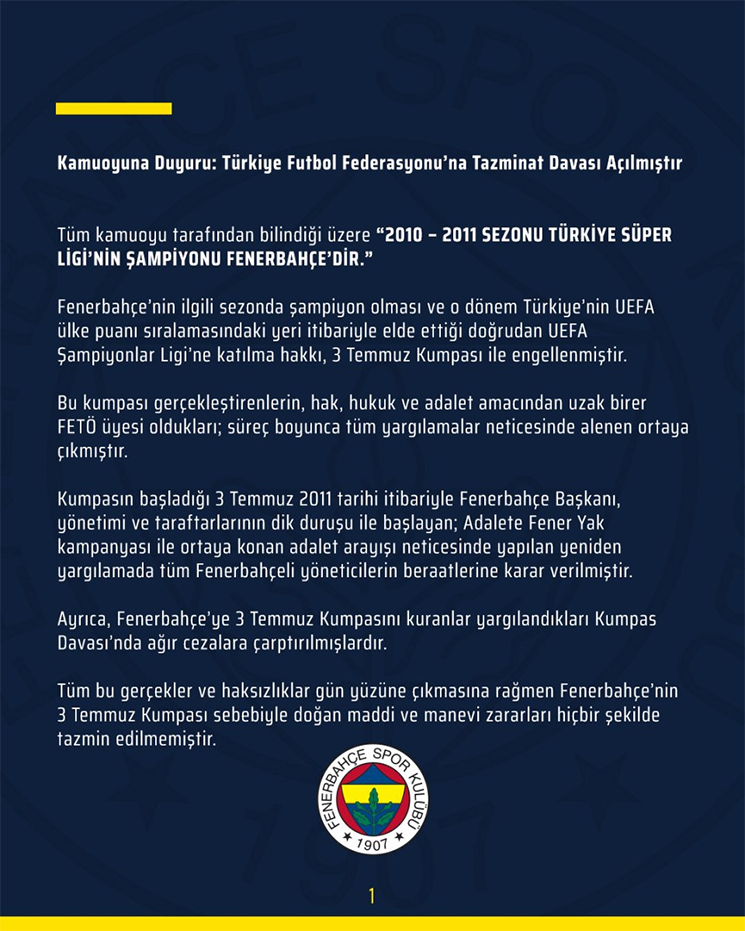 Kamuoyuna Duyuru: Türkiye Futbol Federasyonu’na Tazminat Davası Açılmıştır
Tüm kamuoyu tarafından bilindiği üzere “2010 – 2011 SEZONU TÜRKİYE SÜPER
LİGİ’NİN ŞAMPİYONU FENERBAHÇE’DİR.”
Fenerbahçe’nin ilgili sezonda şampiyon olması ve o dönem Türkiye’nin UEFA
ülke puanı sıralamasındaki yeri itibariyle elde ettiği doğrudan UEFA
Şampiyonlar Ligi’ne katılma hakkı, 3 Temmuz Kumpası ile engellenmiştir.
Bu kumpası gerçekleştirenlerin, hak, hukuk ve adalet amacından uzak birer
FETÖ üyesi oldukları; süreç boyunca tüm yargılamalar neticesinde alenen ortaya
çıkmıştır.
Kumpasın başladığı 3 Temmuz 2011 tarihi itibariyle Fenerbahçe Başkanı,
yönetimi ve taraftarlarının dik duruşu ile başlayan; Adalete Fener Yak
kampanyası ile ortaya konan adalet arayışı neticesinde yapılan yeniden
yargılamada tüm Fenerbahçeli yöneticilerin beraatlerine karar verilmiştir.
Ayrıca, Fenerbahçe’ye 3 Temmuz Kumpasını kuranlar yargılandıkları Kumpas
Davası’nda ağır cezalara çarptırılmışlardır.
Tüm bu gerçekler ve haksızlıklar gün yüzüne çıkmasına rağmen Fenerbahçe’nin
3 Temmuz Kumpası sebebiyle doğan maddi ve manevi zararları hiçbir şekilde
tazmin edilmemiştir.
FENERBAHÇE SPOR KULÜBÜ
1907
1